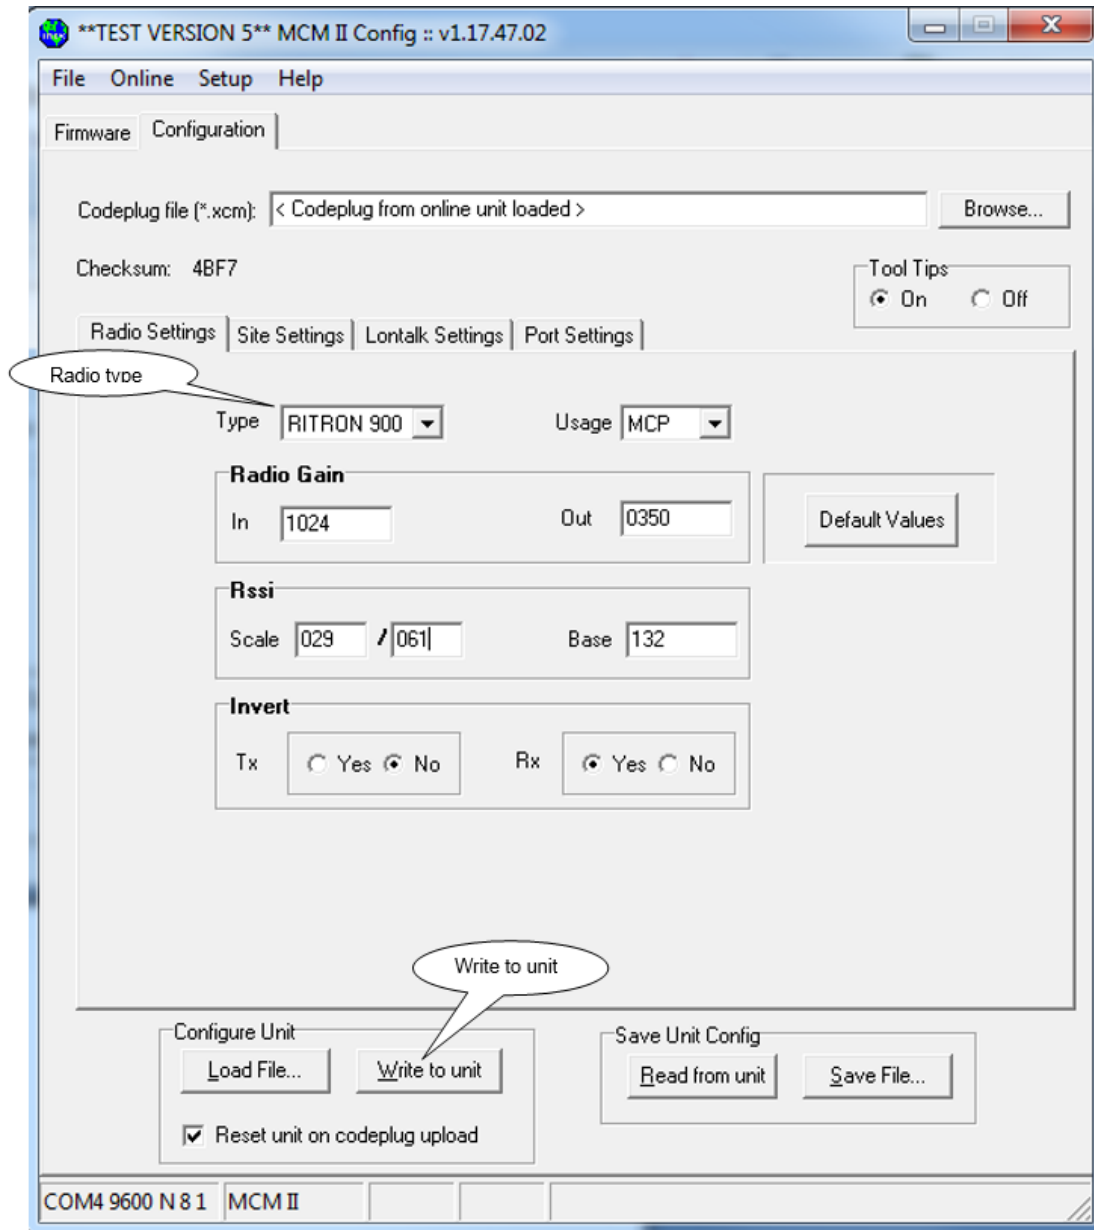 **TEST VERSION 5** MCM II Config :: v1.17.47.02
File Online Setup Help
Firmware Configuration
Codeplug file (*.xcm): < Codeplug from online unit loaded > Browse...
Checksum: 4BF7
Tool Tips
On Off
Radio Settings Site Settings Lontalk Settings Port Settings
Radio type
Type RITRON 900 Usage MCP
Radio Gain
In 1024 Out 0350 Default Values
Rssi
Scale 029 / 061 Base 132
Invert
Tx Yes No Rx Yes No
Write to unit
Configure Unit Save Unit Config
Load File... Write to unit Read from unit Save File...
Reset unit on codeplug upload
COM4 9600 N 8 1 MCM II